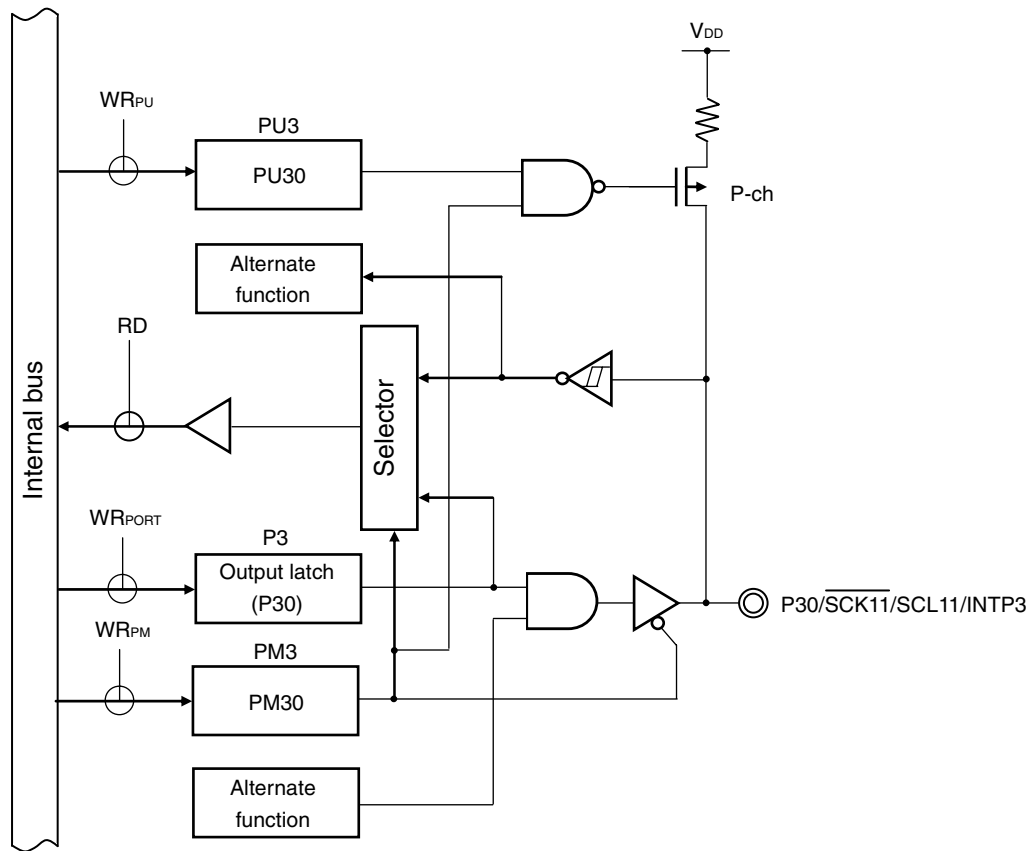 VDD
WRPU
PU3
PU30
P-ch
Alternate
function
RD
Selector
Internal bus
WRPORT
P3
Output latch
(P30)
P30/SCK11/SCL11/INTP3
WRPM
PM3
PM30
Alternate
function